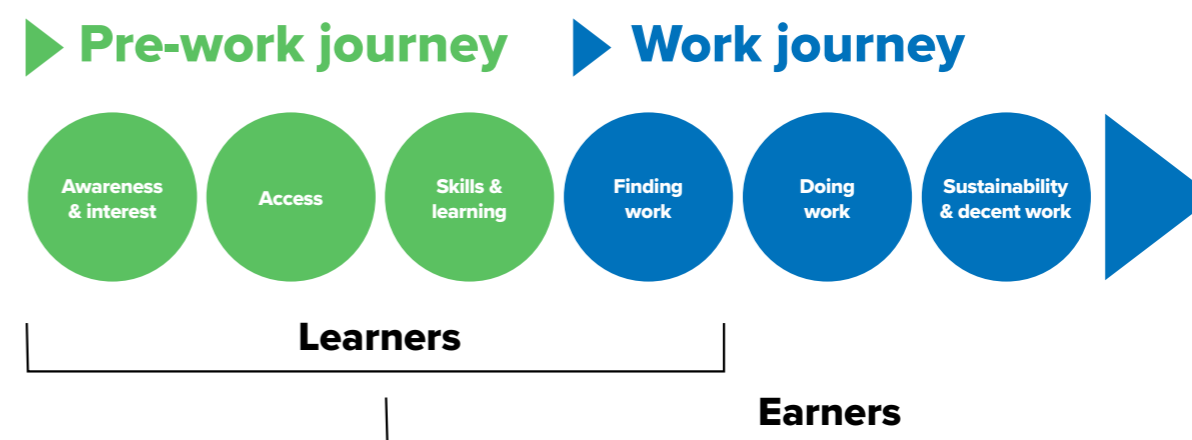 Pre-work journey
Work journey
Awareness
& interest
Access
Skills &
learning
Finding
work
Doing
work
Sustainability
& decent work
Learners
Earners